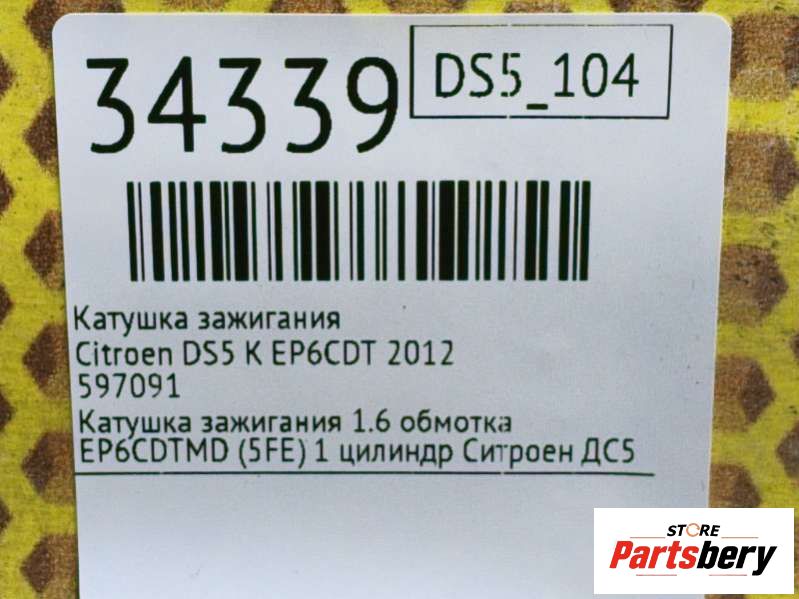 34339
DS5_104
Катушка зажигания
Citroen DS5 K EP6CDT 2012
597091
Катушка зажигания 1.6 обмотка
EP6CDTMD (5FE) 1 цилиндр Ситроен ДС5
STORE
Partsbery